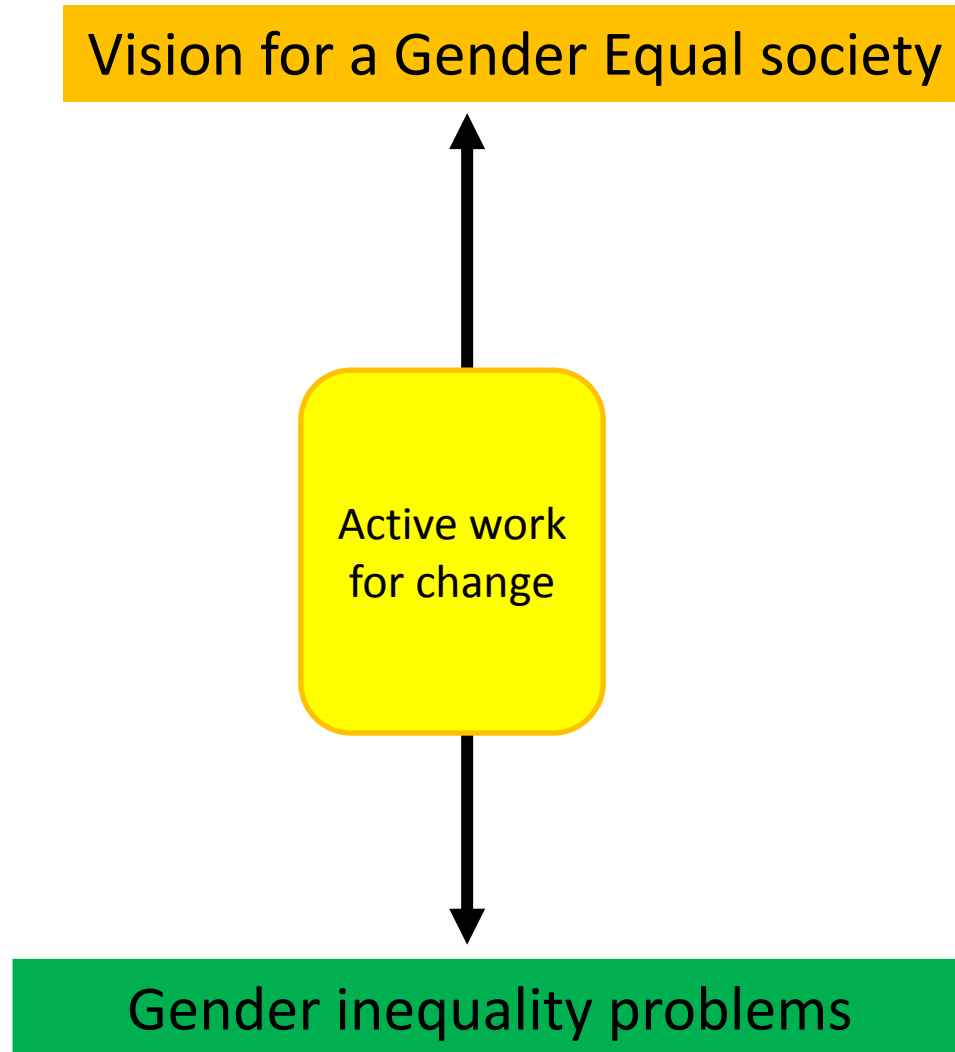 Vision for a Gender Equal society
Active work
for change
Gender inequality problems